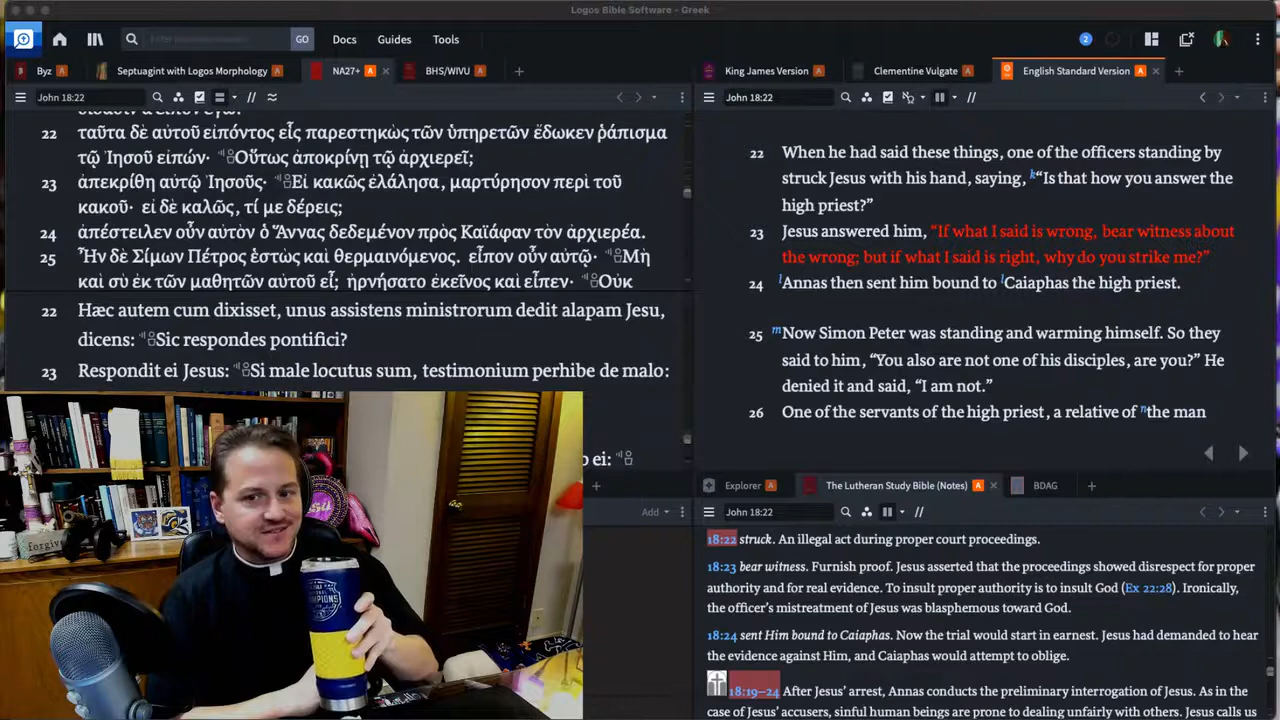 Logos Bible Software - Greek
GO
Docs
Guides
Tools
2
Byz A
Septuagint with Logos Morphology A
NA27+ A
BHS/WIVU A
John 18:22
22 ταῦτα δὲ αὐτοῦ εἰπόντος εἷς παρεστηκὼς τῶν ὑπηρετῶν ἔδωκεν ῥάπισμα
τῷ Ἰησοῦ εἰπών· Οὕτως ἀποκρίνῃ τῷ ἀρχιερεῖ;
23 ἀπεκρίθη αὐτῷ Ἰησοῦς· Εἰ κακῶς ἐλάλησα, μαρτύρησον περὶ τοῦ
κακοῦ· εἰ δὲ καλῶς, τί με δέρεις;
24 ἀπέστειλεν οὖν αὐτὸν ὁ Ἅννας δεδεμένον πρὸς Καϊάφαν τὸν ἀρχιερέα.
25 Ἦν δὲ Σίμων Πέτρος ἑστὼς καὶ θερμαινόμενος. εἶπον οὖν αὐτῷ· Μὴ
καὶ σὺ ἐκ τῶν μαθητῶν αὐτοῦ εἶ; ἠρνήσατο ἐκεῖνος καὶ εἶπεν· Οὐκ
22 Hæc autem cum dixisset, unus assistens ministrorum dedit alapam Jesu,
dicens: Sic respondes pontifici?
23 Respondit ei Jesus: Si male locutus sum, testimonium perhibe de malo:
ei:
Add
King James Version A
Clementine Vulgate A
English Standard Version A
John 18:22
22 When he had said these things, one of the officers standing by
struck Jesus with his hand, saying, k“Is that how you answer the
high priest?”
23 Jesus answered him, “If what I said is wrong, bear witness about
the wrong; but if what I said is right, why do you strike me?”
24 lAnnas then sent him bound to lCaiaphas the high priest.
25 mNow Simon Peter was standing and warming himself. So they
said to him, “You also are not one of his disciples, are you?” He
denied it and said, “I am not.”
26 One of the servants of the high priest, a relative of nthe man
Explorer A
The Lutheran Study Bible (Notes) A
BDAG
John 18:22
18:22 struck. An illegal act during proper court proceedings.
18:23 bear witness. Furnish proof. Jesus asserted that the proceedings showed disrespect for proper
authority and for real evidence. To insult proper authority is to insult God (Ex 22:28). Ironically,
the officer’s mistreatment of Jesus was blasphemous toward God.
18:24 sent Him bound to Caiaphas. Now the trial would start in earnest. Jesus had demanded to hear
the evidence against Him, and Caiaphas would attempt to oblige.
18:19–24 After Jesus’ arrest, Annas conducts the preliminary interrogation of Jesus. As in the
case of Jesus’ accusers, sinful human beings are prone to dealing unfairly with others. Jesus calls us